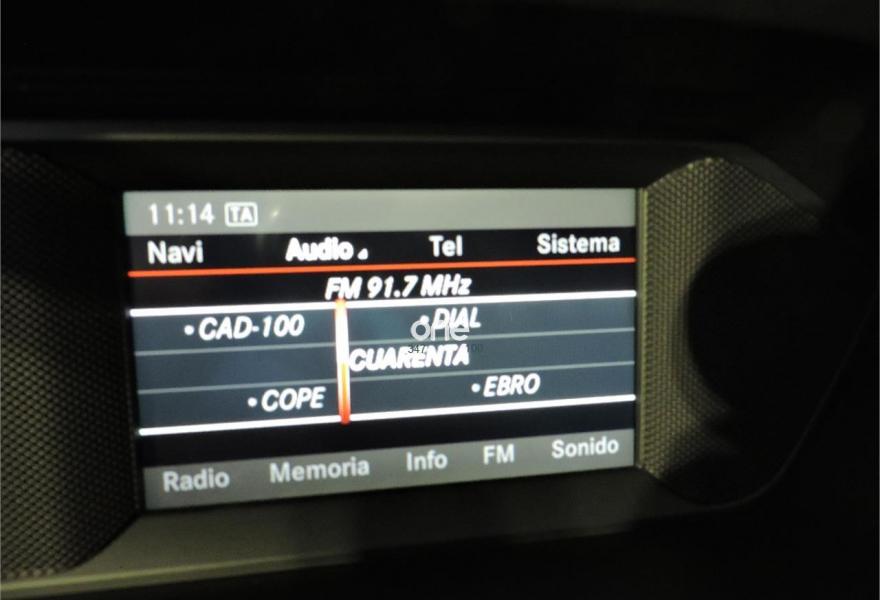 11:14 TA
Navi Audio Tel Sistema
FM 91.7 MHz
•CAD-100 •DIAL
one
CUARENTA
•COPE •EBRO
Radio Memoria Info FM Sonido